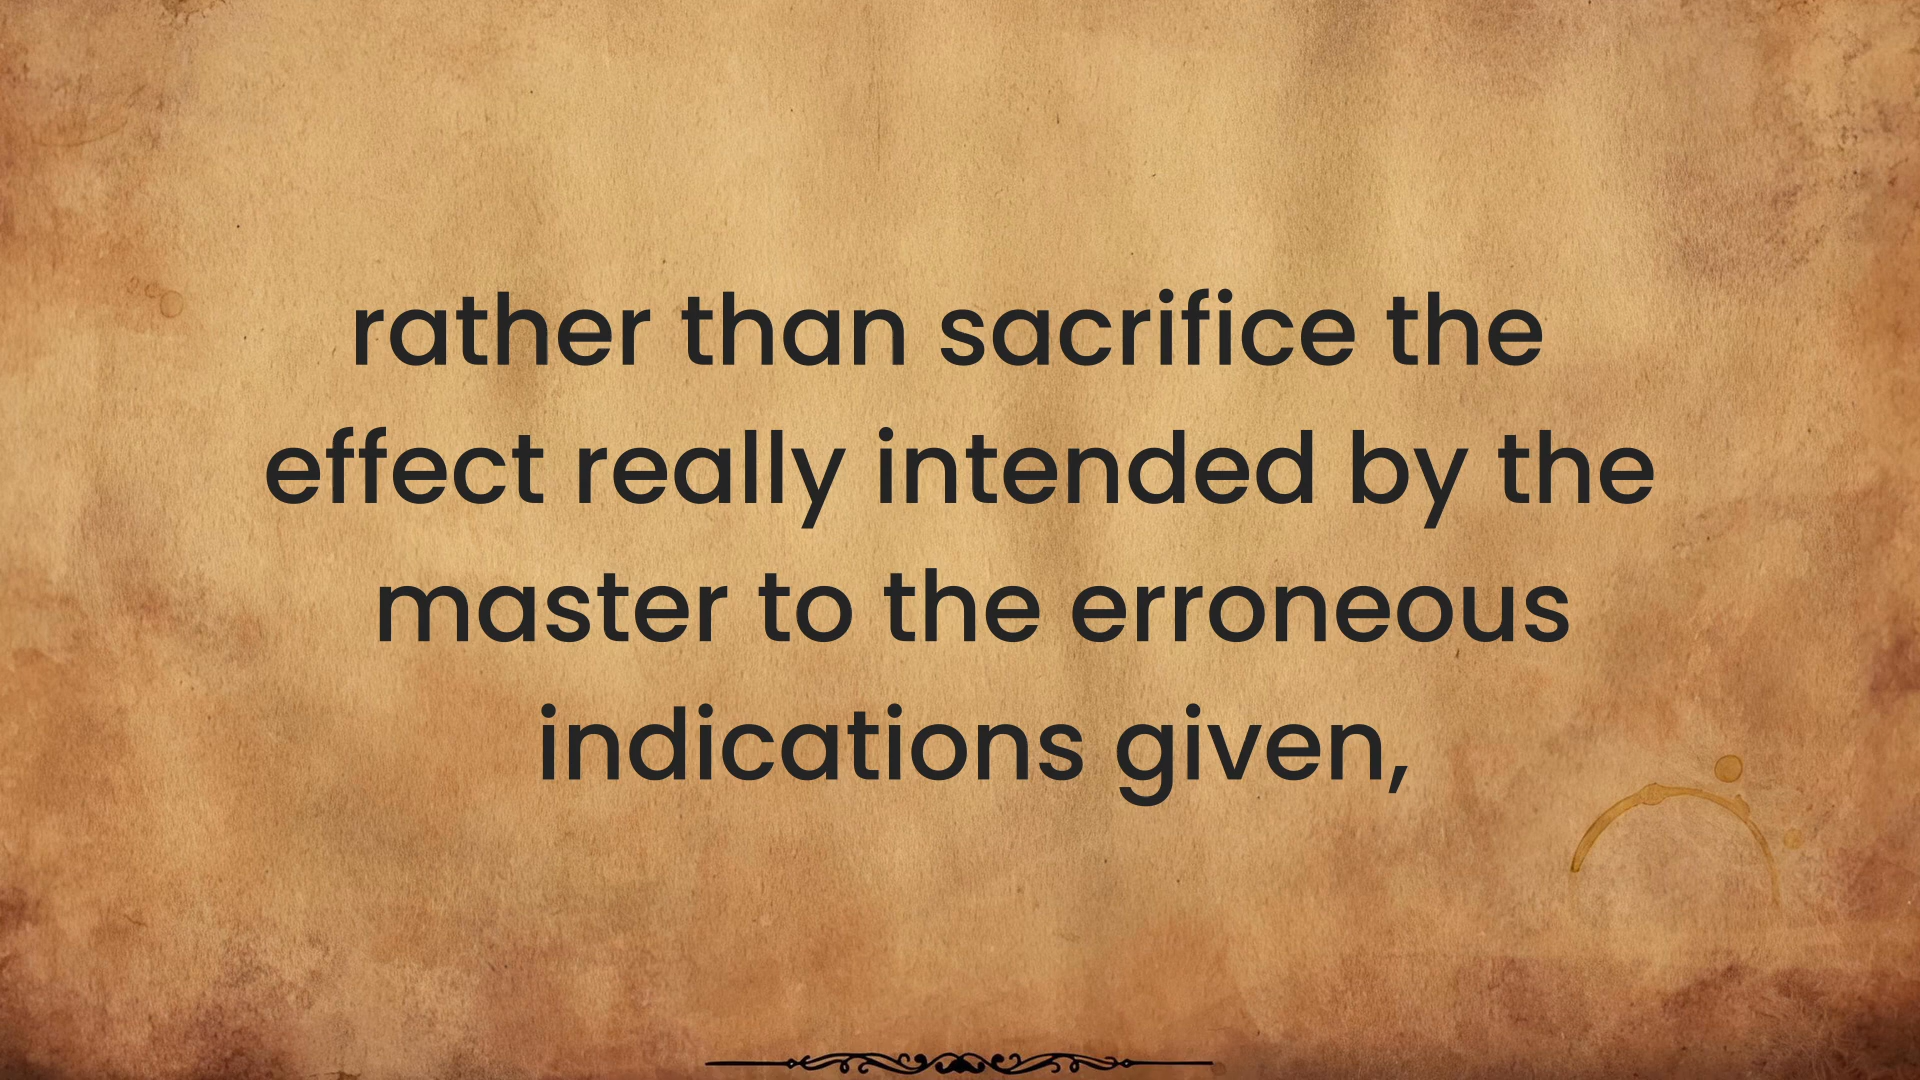 rather than sacrifice the
effect really intended by the
master to the erroneous
indications given,